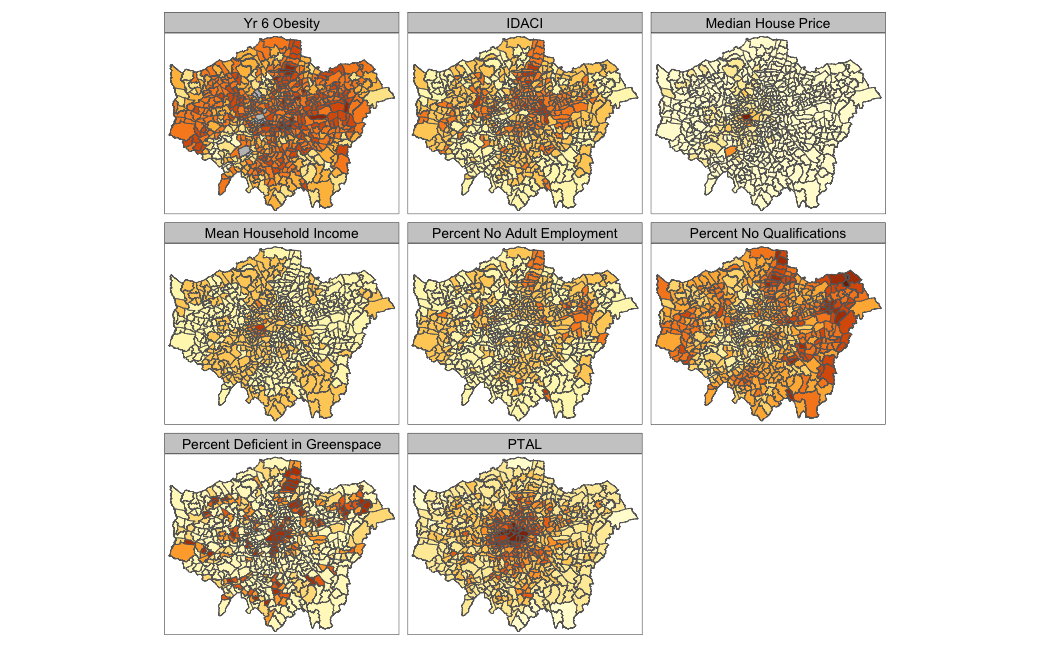 Yr 6 Obesity
IDACI
Median House Price
Mean Household Income
Percent No Adult Employment
Percent No Qualifications
Percent Deficient in Greenspace
PTAL